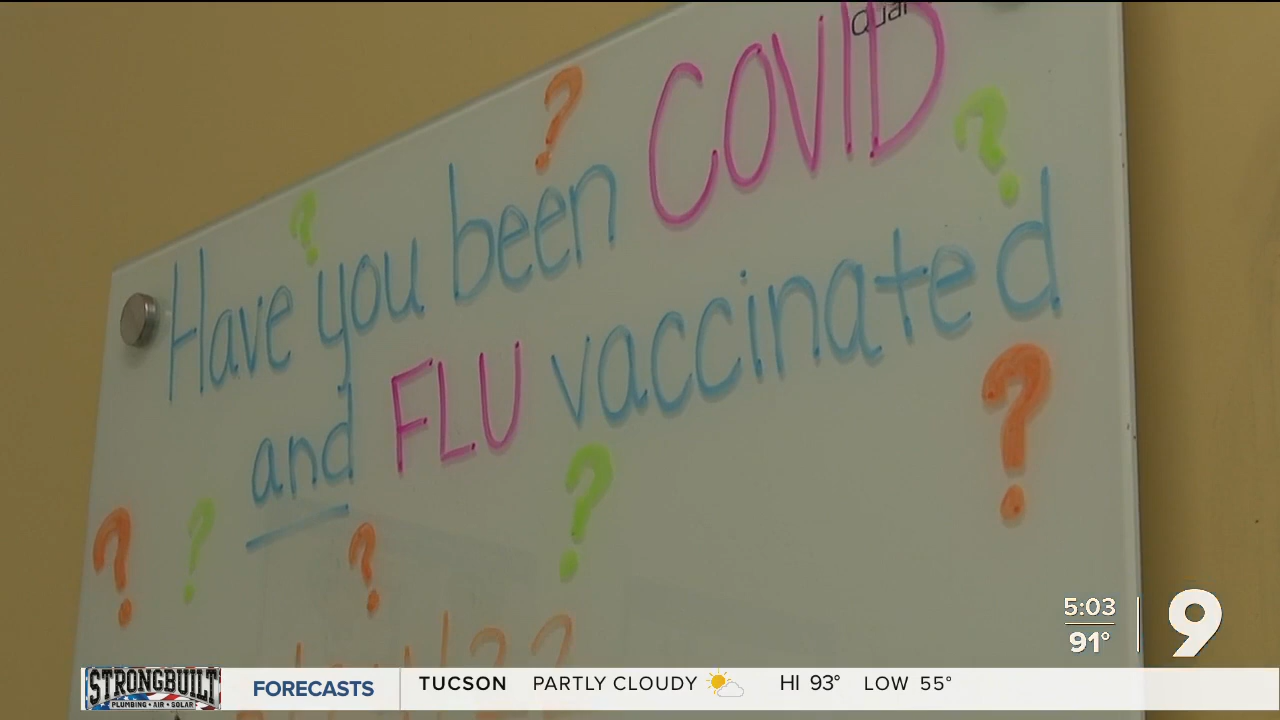 Have you been COVID
and FLU vaccinated
? ? ? ?
? ? ? ? ?
5:03
91°
9
STRONGBUILT
PLUMBING • AIR • SOLAR
FORECASTS
TUCSON PARTLY CLOUDY HI 93° LOW 55°